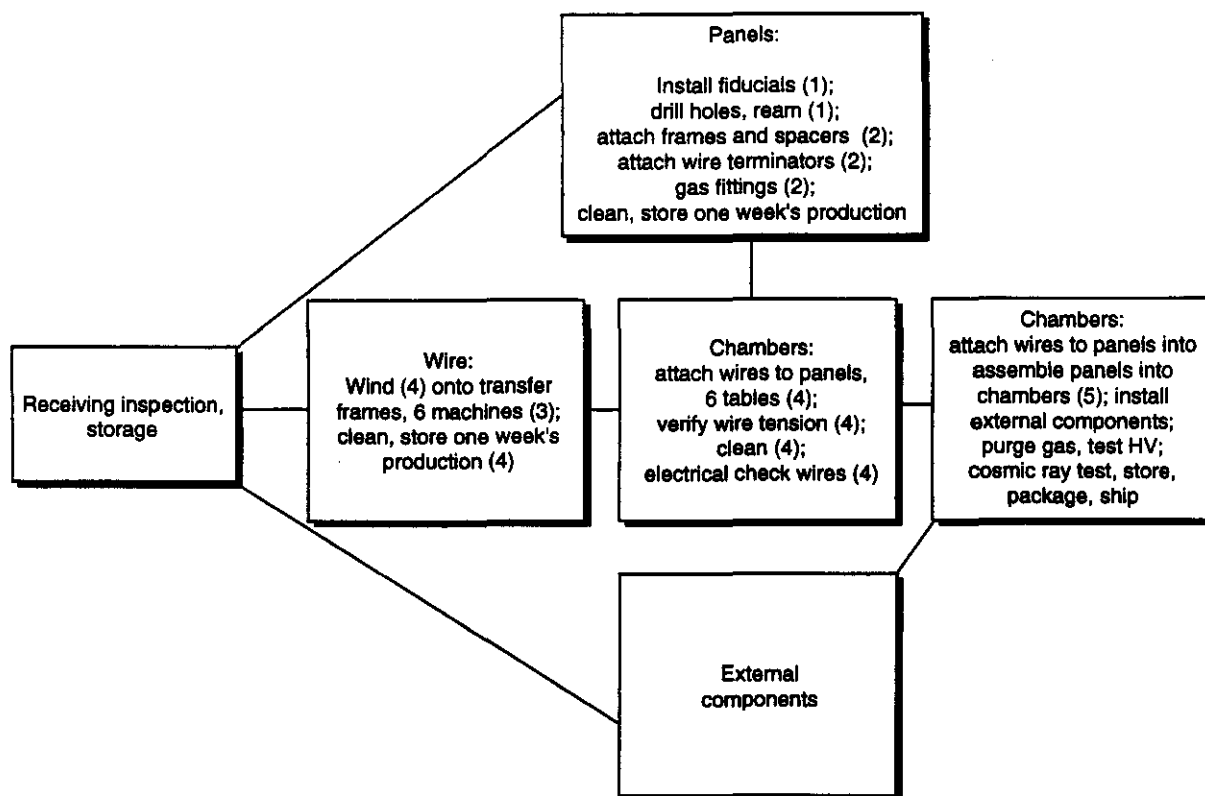 Panels:
Install fiducials (1);
drill holes, ream (1);
attach frames and spacers (2);
attach wire terminators (2);
gas fittings (2);
clean, store one week's production
Receiving inspection,
storage
Wire:
Wind (4) onto transfer
frames, 6 machines (3);
clean, store one week's
production (4)
Chambers:
attach wires to panels,
6 tables (4);
verify wire tension (4);
clean (4);
electrical check wires (4)
Chambers:
attach wires to panels into
assemble panels into
chambers (5); install
external components;
purge gas, test HV;
cosmic ray test, store,
package, ship
External
components